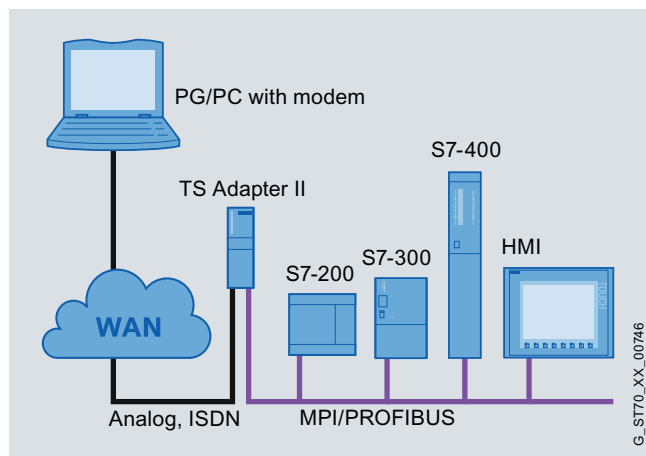 PG/PC with modem
S7-400
TS Adapter II
S7-300
HMI
S7-200
TOUCH
WAN
Analog, ISDN
MPI/PROFIBUS
G_ST70_XX_00746